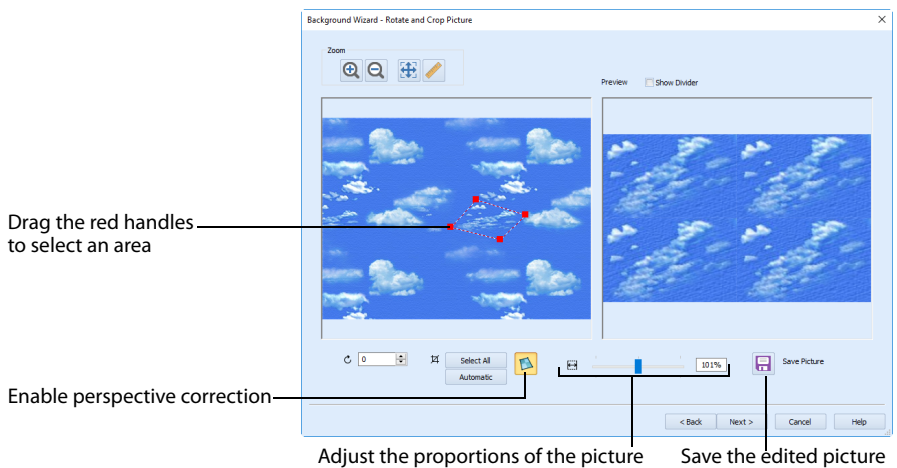 Background Wizard - Rotate and Crop Picture
Zoom
Preview
Show Divider
Drag the red handles
to select an area
0
Select All
Automatic
101%
Save Picture
Enable perspective correction
< Back
Next >
Cancel
Help
Adjust the proportions of the picture
Save the edited picture